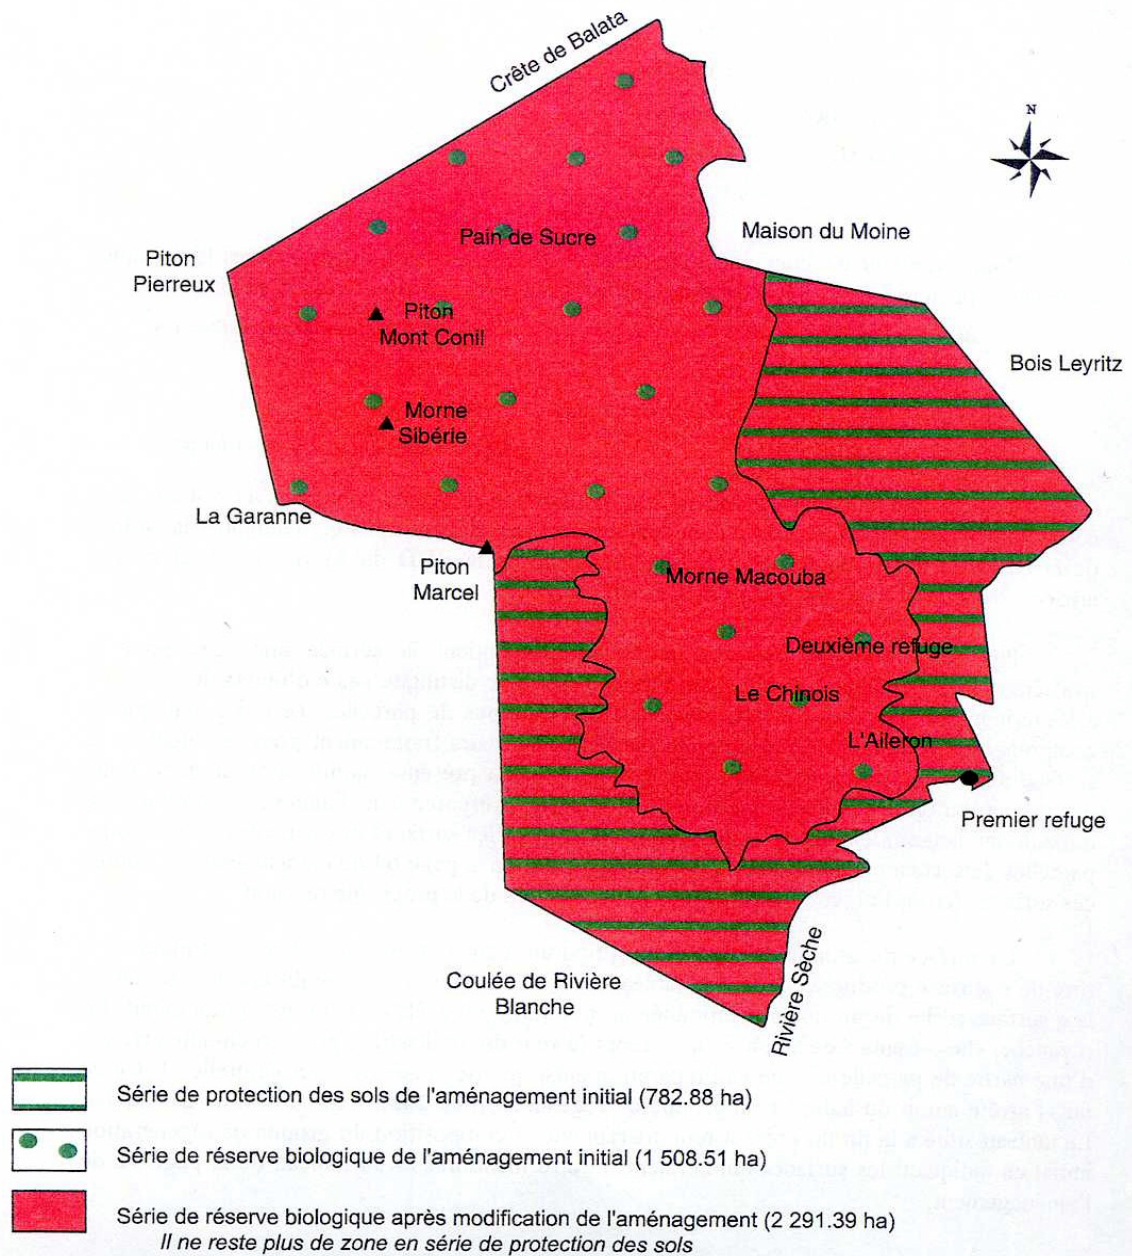 Crête de Balata
N
Maison du Moine
Pain de Sucre
Piton
Pierreux
Piton
Mont Conil
Bois Leyritz
Morne
Sibérie
La Garanne
Piton
Marcel
Morne Macouba
Deuxième refuge
Le Chinois
L'Aileron
Premier refuge
Coulée de Rivière
Blanche
Rivière Sèche
Série de protection des sols de l'aménagement initial (782.88 ha)
Série de réserve biologique de l'aménagement initial (1 508.51 ha)
Série de réserve biologique après modification de l'aménagement (2 291.39 ha)
Il ne reste plus de zone en série de protection des sols